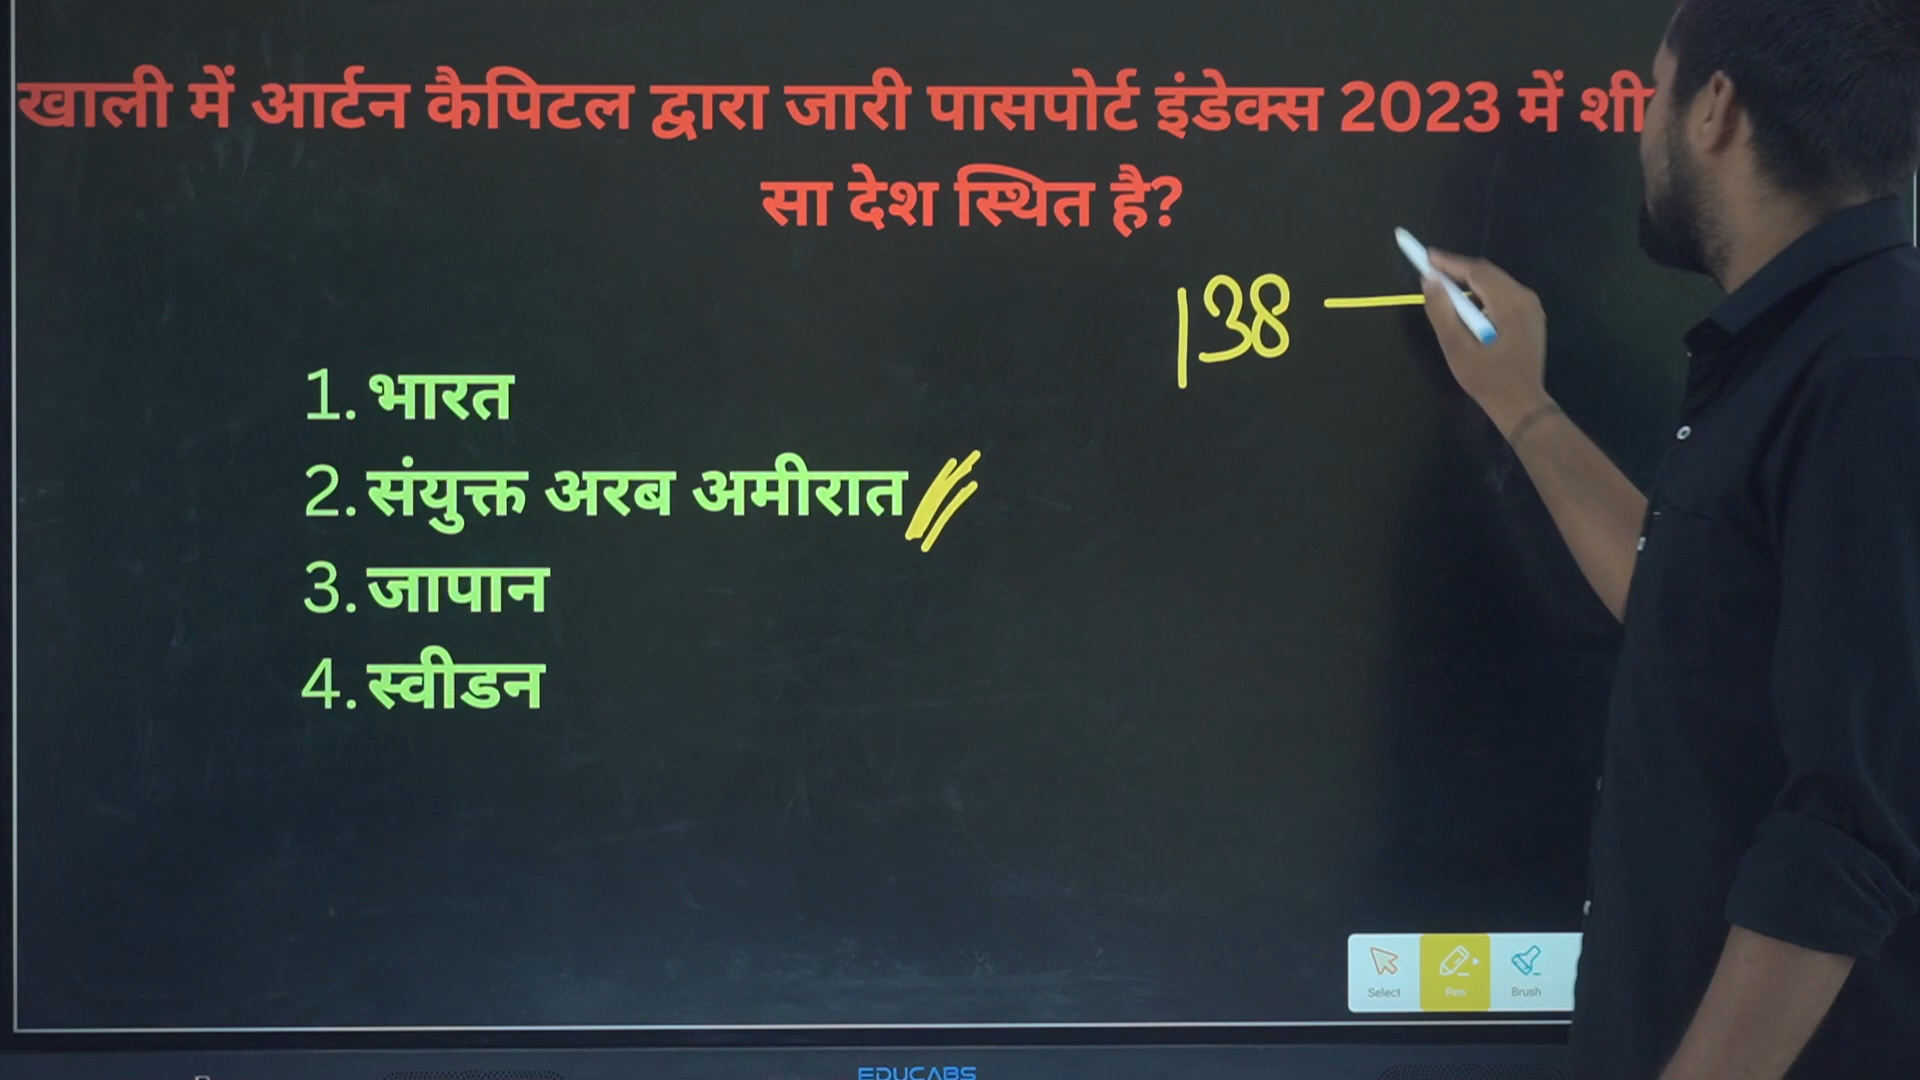 खाली में आर्टन कैपिटल द्वारा जारी पासपोर्ट इंडेक्स 2023 में
सा देश स्थित है?
138 —
1. भारत
2. संयुक्त अरब अमीरात
3. जापान
4. स्वीडन
Select Pen Brush
EDUCABS